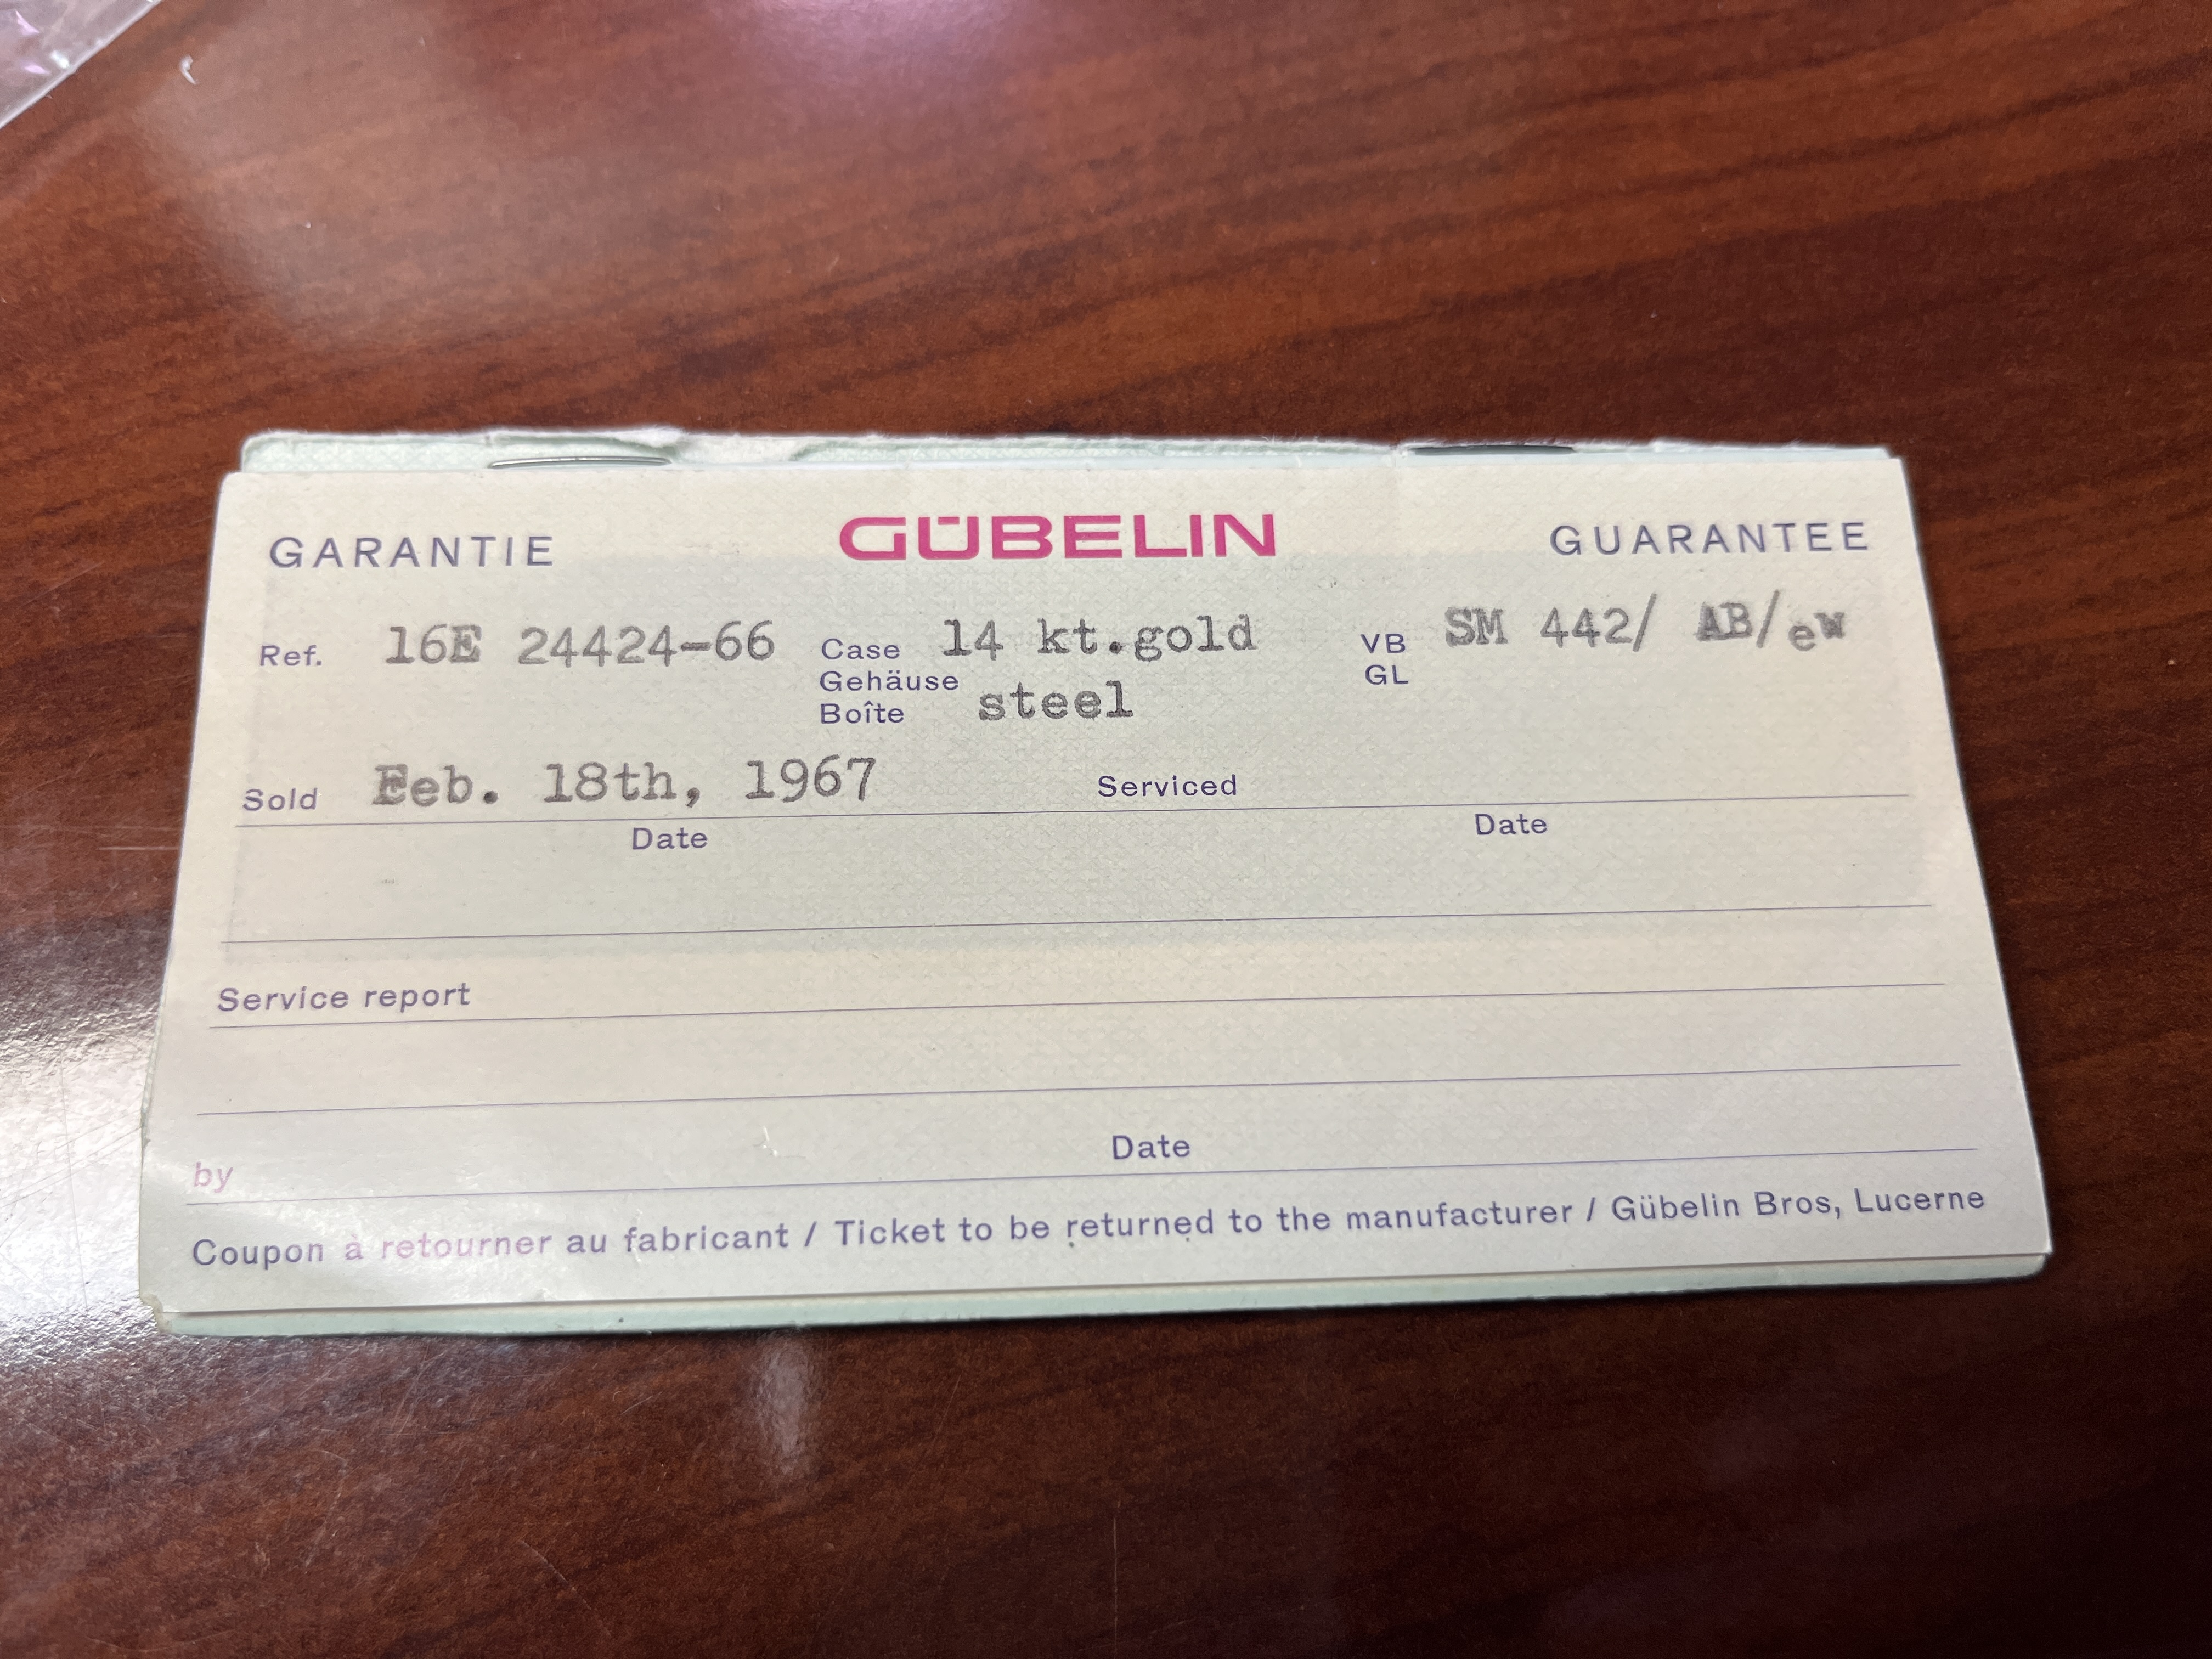 GARANTIE GÜBELIN GUARANTEE
Ref. 16E 24424-66 Case 14 kt.gold VB SM 442/ AB/ew
Gehäuse steel GL
Boîte
Sold Feb. 18th, 1967 Serviced
Date Date
Service report
by Date
Coupon à retourner au fabricant / Ticket to be returned to the manufacturer / Gübelin Bros, Lucerne